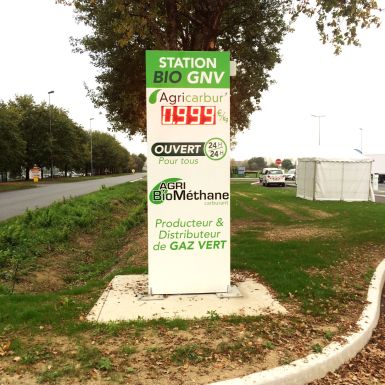 STATION
BIO GNV
Agricarbur'
0.999 €/kg
OUVERT 24H/24H
Pour tous
AGRI
BioMéthane
carburant
Producteur &
Distributeur
de GAZ VERT